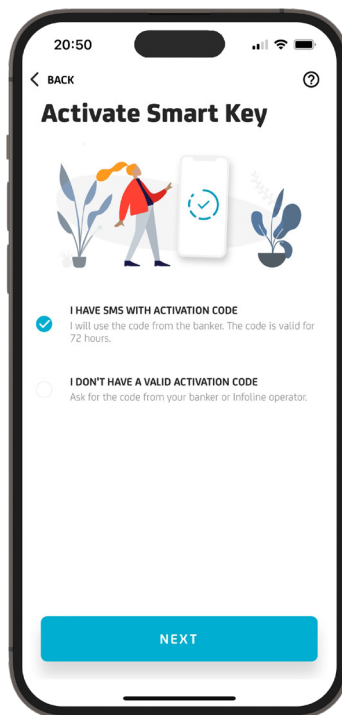 20:50
BACK
Activate Smart Key
I HAVE SMS WITH ACTIVATION CODE
I will use the code from the banker. The code is valid for
72 hours.
I DON'T HAVE A VALID ACTIVATION CODE
Ask for the code from your banker or Infoline operator.
NEXT